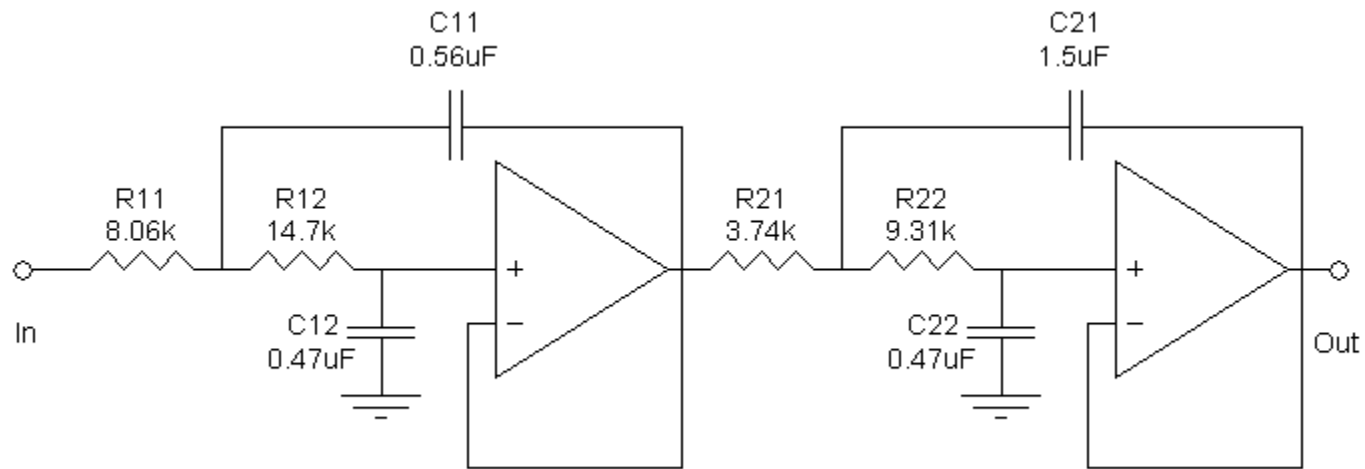 C11
0.56uF
C21
1.5uF
R11
8.06k
R12
14.7k
R21
3.74k
R22
9.31k
+
+
In
C12
0.47uF
−
C22
0.47uF
−
Out